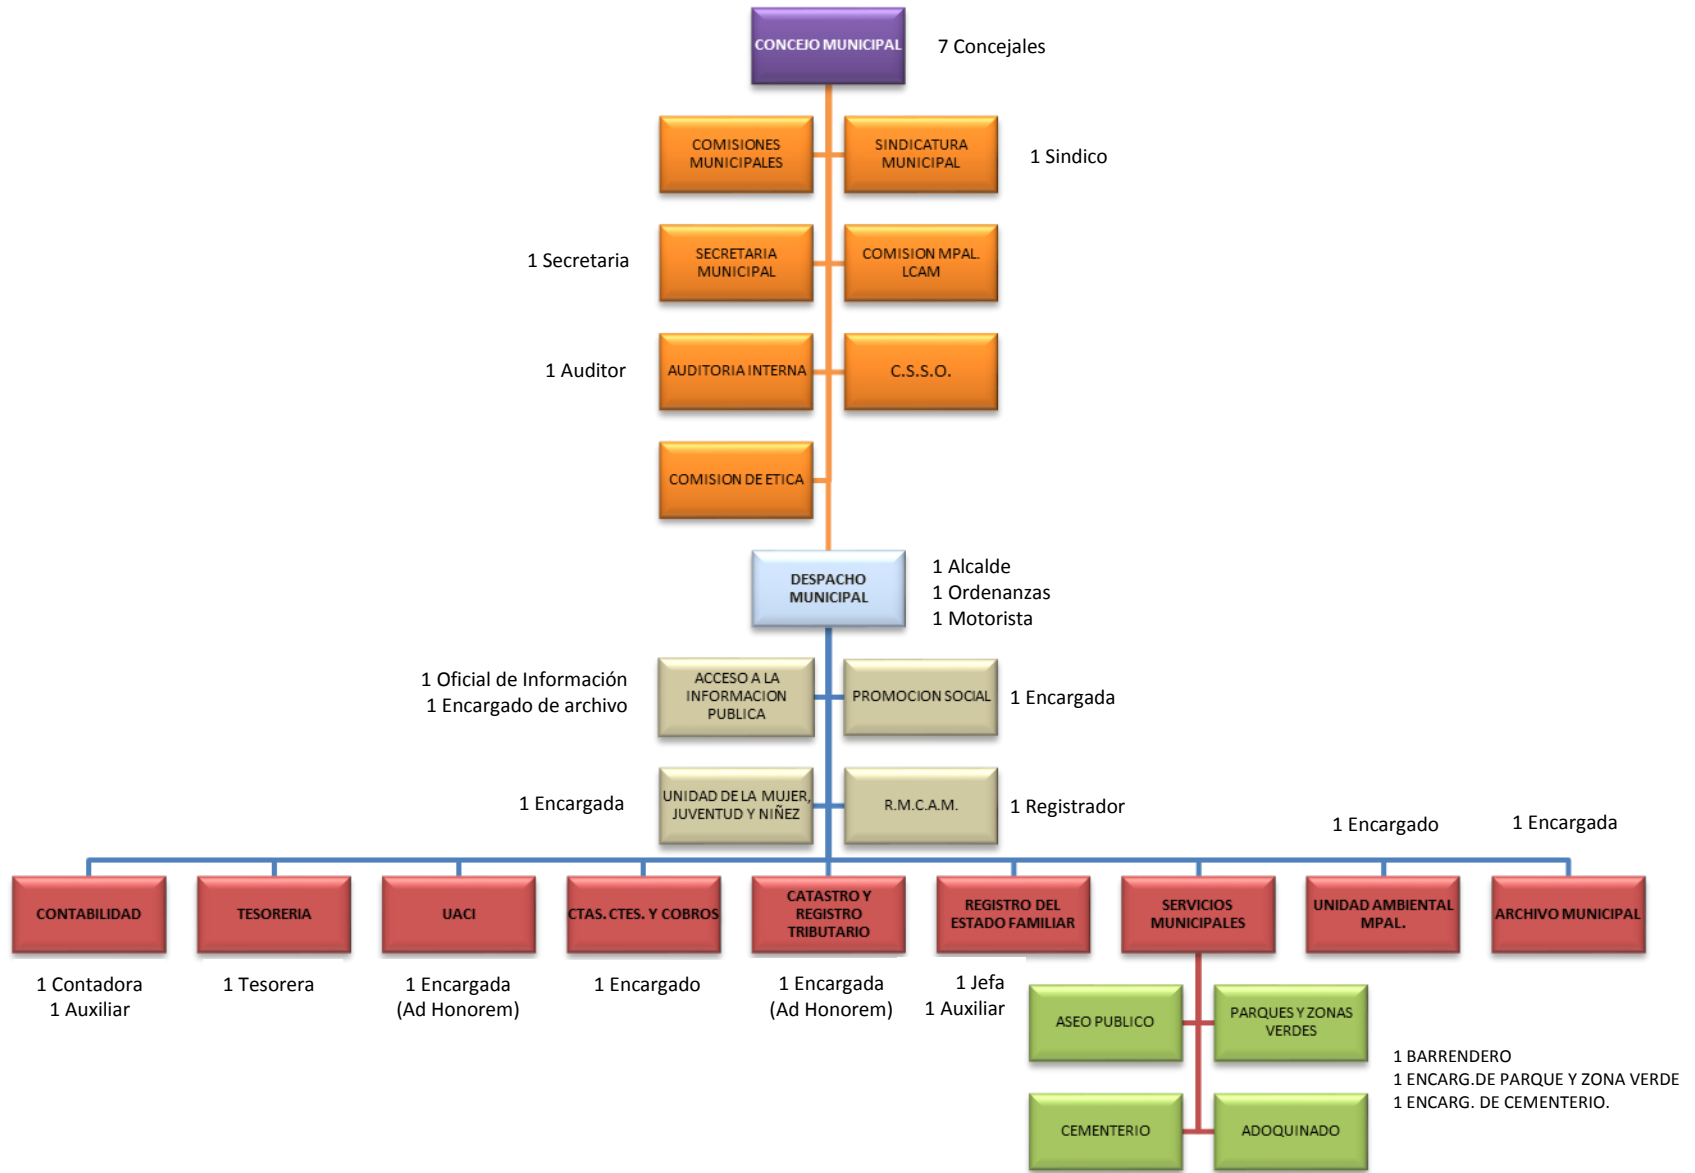 CONCEJO MUNICIPAL
7 Concejales
COMISIONES
MUNICIPALES
SINDICATURA
MUNICIPAL
1 Sindico
1 Secretaria
SECRETARIA
MUNICIPAL
COMISION MPAL.
LCAM
1 Auditor
AUDITORIA INTERNA
C.S.S.O.
COMISION DE ETICA
DESPACHO
MUNICIPAL
1 Alcalde
1 Ordenanzas
1 Motorista
1 Oficial de Información
1 Encargado de archivo
ACCESO A LA
INFORMACION
PUBLICA
PROMOCION SOCIAL
1 Encargada
1 Encargada
UNIDAD DE LA MUJER,
JUVENTUD Y NIÑEZ
R.M.C.A.M.
1 Registrador
1 Encargado
1 Encargada
CONTABILIDAD
TESORERIA
UACI
CTAS. CTES. Y COBROS
CATASTRO Y
REGISTRO
TRIBUTARIO
REGISTRO DEL
ESTADO FAMILIAR
SERVICIOS
MUNICIPALES
UNIDAD AMBIENTAL
MPAL.
ARCHIVO MUNICIPAL
1 Contadora
1 Auxiliar
1 Tesorera
1 Encargada
(Ad Honorem)
1 Encargado
1 Encargada
(Ad Honorem)
1 Jefa
1 Auxiliar
ASEO PUBLICO
PARQUES Y ZONAS
VERDES
1 BARRENDERO
1 ENCARG.DE PARQUE Y ZONA VERDE
1 ENCARG. DE CEMENTERIO.
CEMENTERIO
ADOQUINADO